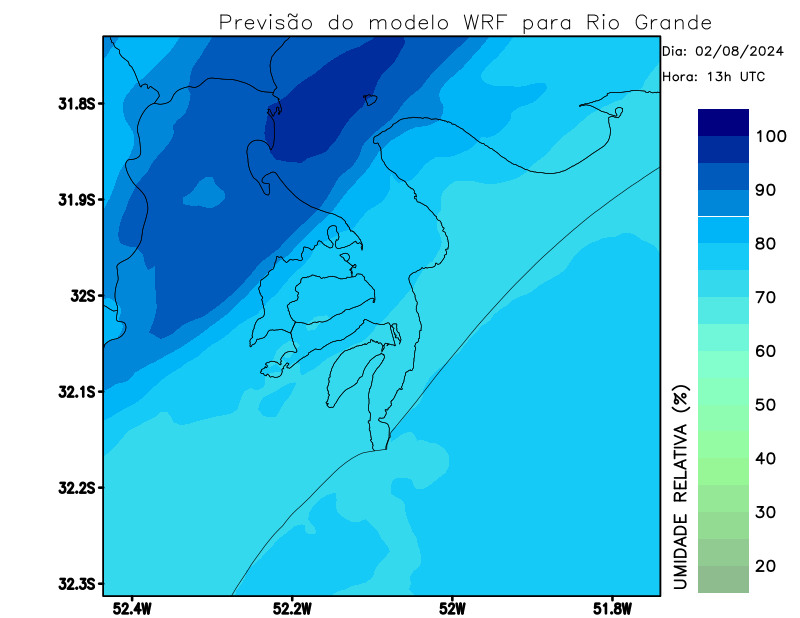 Previsão do modelo WRF para Rio Grande
Dia: 02/08/2024
Hora: 13h UTC
31.8S
31.9S
32S
32.1S
32.2S
32.3S
52.4W
52.2W
52W
51.8W
100
90
80
70
60
50
40
30
20
UMIDADE RELATIVA (%)